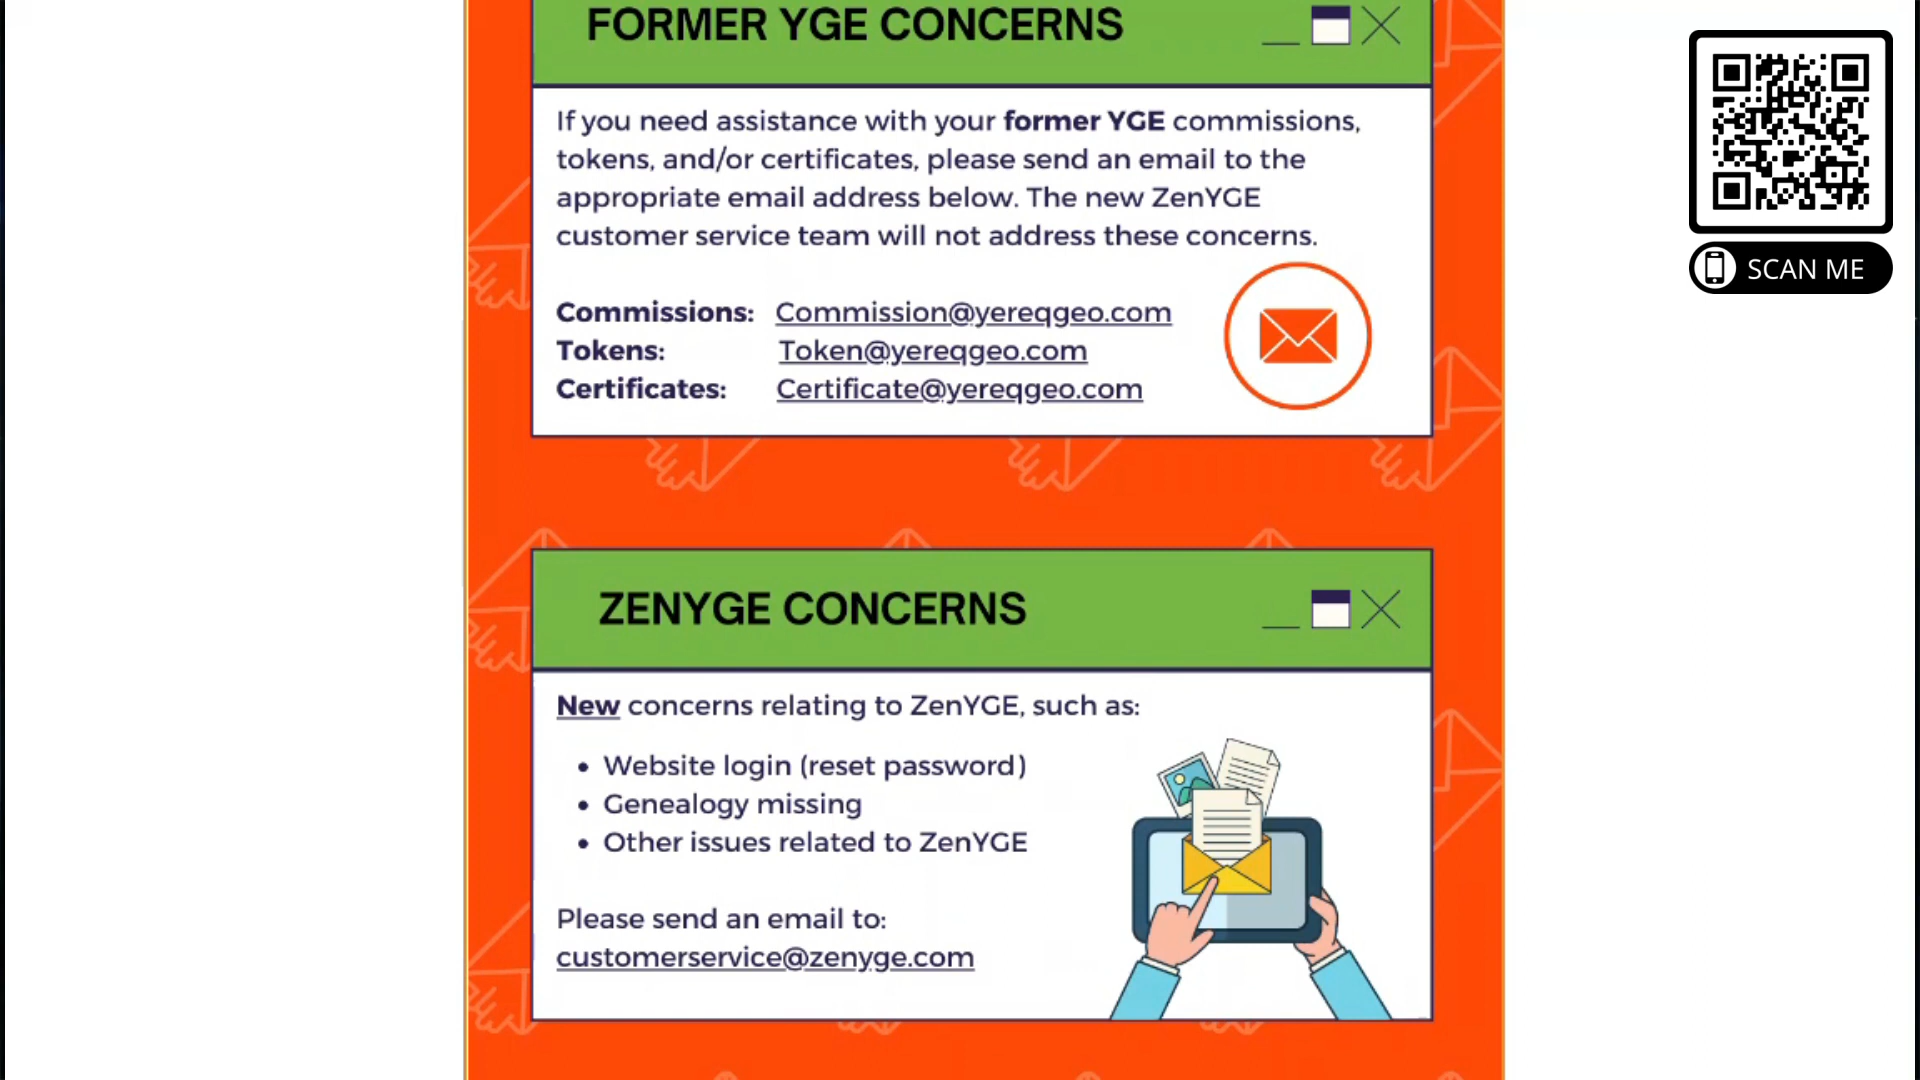 FORMER YGE CONCERNS
If you need assistance with your former YGE commissions,
tokens, and/or certificates, please send an email to the
appropriate email address below. The new ZenYGE
customer service team will not address these concerns.
Commissions: Commission@yereqgeo.com
Tokens: Token@yereqgeo.com
Certificates: Certificate@yereqgeo.com
ZENYGE CONCERNS
New concerns relating to ZenYGE, such as:
• Website login (reset password)
• Genealogy missing
• Other issues related to ZenYGE
Please send an email to:
customerservice@zenyge.com
SCAN ME